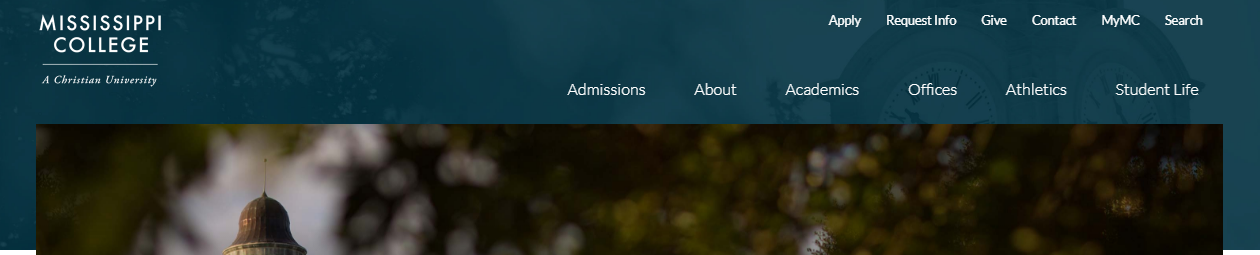 MISSISSIPPI
COLLEGE
A Christian University
Apply Request Info Give Contact MyMC Search
Admissions About Academics Offices Athletics Student Life